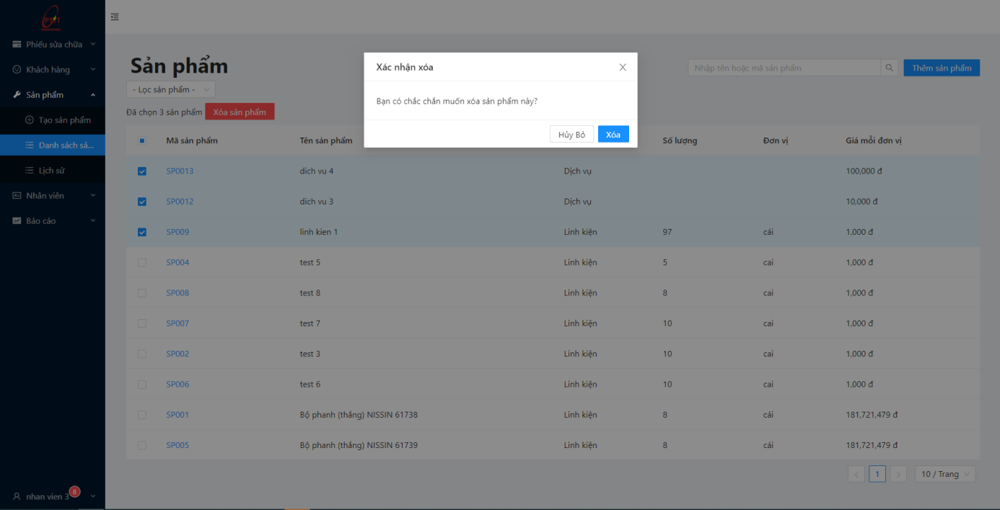 PTIT
Phiếu sửa chữa
Khách hàng
Sản phẩm
Tạo sản phẩm
Danh sách sả...
Lịch sử
Nhân viên
Báo cáo
nhan vien 3
8
Sản phẩm
- Lọc sản phẩm -
Đã chọn 3 sản phẩm Xóa sản phẩm
Nhập tên hoặc mã sản phẩm Thêm sản phẩm
Xác nhận xóa
Bạn có chắc chắn muốn xóa sản phẩm này?
Hủy Bỏ Xóa
Mã sản phẩm Tên sản phẩm Số lượng Đơn vị Giá mỗi đơn vị
SP0013 dich vu 4 Dịch vụ 100,000 đ
SP0012 dich vu 3 Dịch vụ 10,000 đ
SP009 linh kien 1 Linh kiện 97 cái 1,000 đ
SP004 test 5 Linh kiện 5 cai 1,000 đ
SP008 test 8 Linh kiện 8 cai 1,000 đ
SP007 test 7 Linh kiện 10 cai 1,000 đ
SP002 test 3 Linh kiện 10 cai 1,000 đ
SP006 test 6 Linh kiện 10 cai 1,000 đ
SP001 Bộ phanh (thắng) NISSIN 61738 Linh kiện 8 cái 181,721,479 đ
SP005 Bộ phanh (thắng) NISSIN 61739 Linh kiện 8 cái 181,721,479 đ
< 1 > 10 / Trang